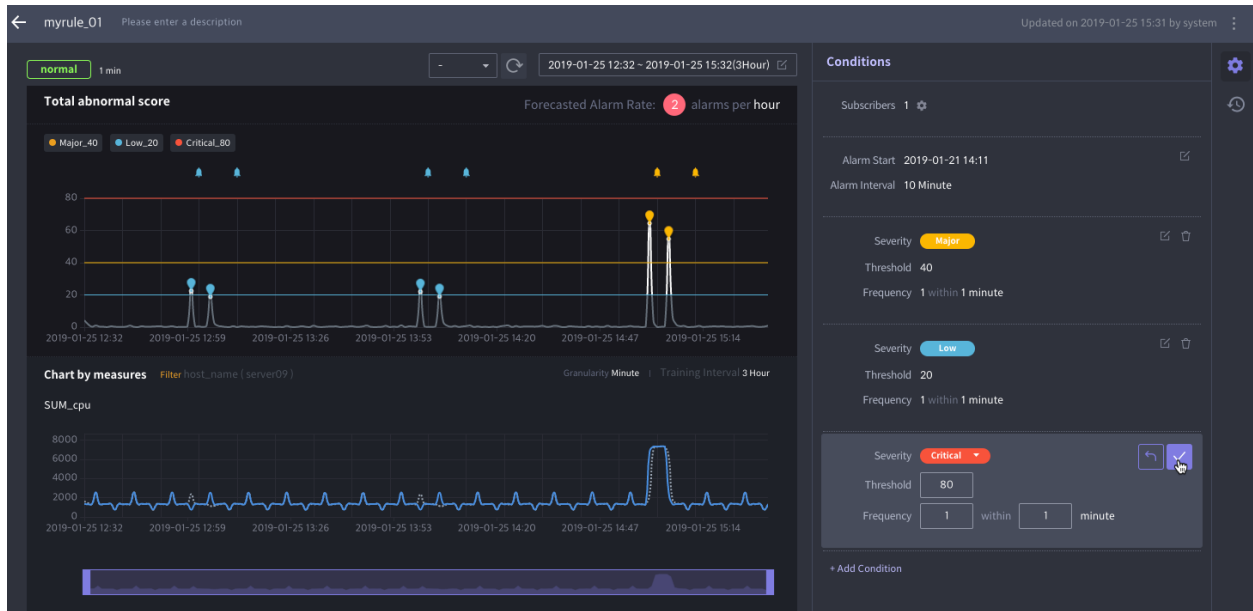 myrule_01 Please enter a description Updated on 2019-01-25 15:31 by system
normal 1 min - 2019-01-25 12:32 ~ 2019-01-25 15:32(3Hour)
Total abnormal score Forecasted Alarm Rate: 2 alarms per hour
Major_40 Low_20 Critical_80
80
60
40
20
0
2019-01-25 12:32 2019-01-25 12:59 2019-01-25 13:26 2019-01-25 13:53 2019-01-25 14:20 2019-01-25 14:47 2019-01-25 15:14
Chart by measures Filter host_name ( server09 ) Granularity Minute | Training Interval 3 Hour
SUM_cpu
8000
6000
4000
2000
0
2019-01-25 12:32 2019-01-25 12:59 2019-01-25 13:26 2019-01-25 13:53 2019-01-25 14:20 2019-01-25 14:47 2019-01-25 15:14
Conditions
Subscribers 1
Alarm Start 2019-01-21 14:11
Alarm Interval 10 Minute
Severity Major
Threshold 40
Frequency 1 within 1 minute
Severity Low
Threshold 20
Frequency 1 within 1 minute
Severity Critical
Threshold 80
Frequency 1 within 1 minute
+ Add Condition